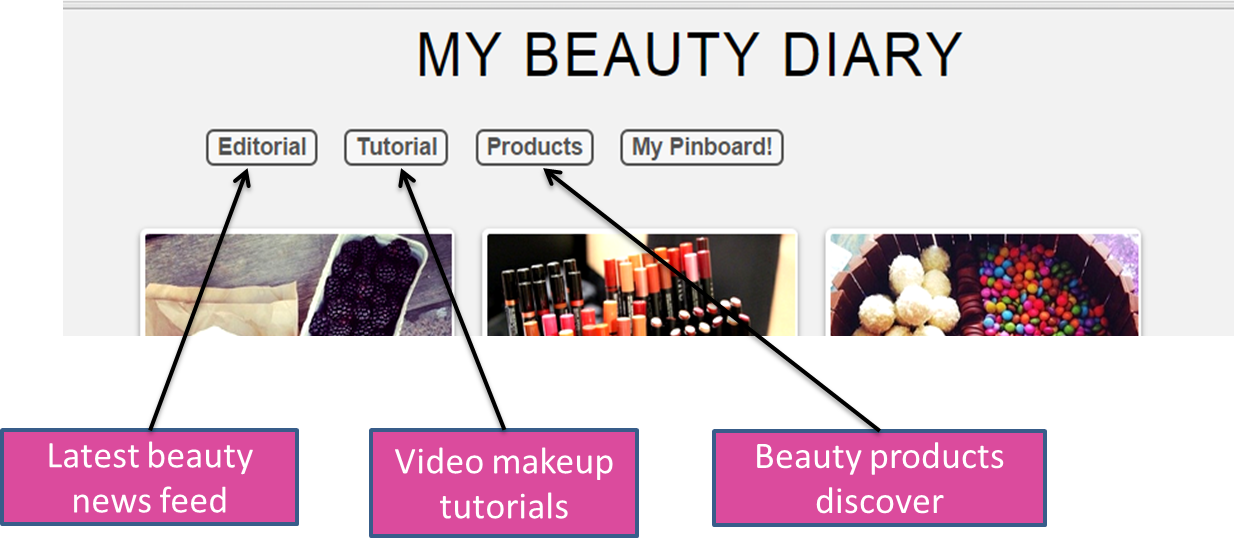 MY BEAUTY DIARY
Editorial
Tutorial
Products
My Pinboard!
Latest beauty
news feed
Video makeup
tutorials
Beauty products
discover